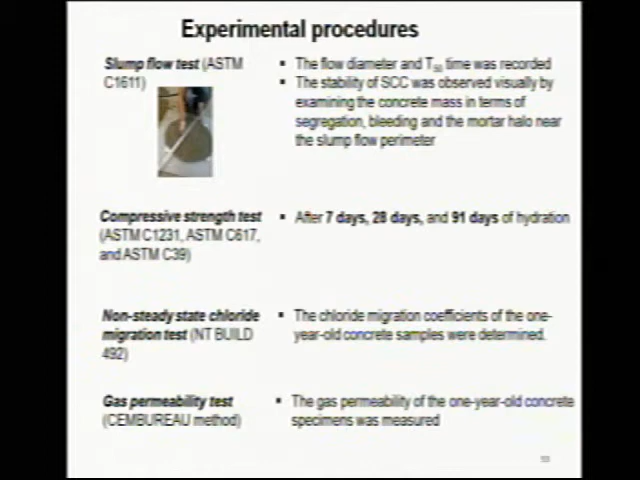 Experimental procedures
Slump flow test (ASTM
C1611)
▪ The flow diameter and T50 time was recorded
▪ The stability of SCC was observed visually by
examining the concrete mass in terms of
segregation, bleeding and the mortar halo near
the slump flow perimeter
Compressive strength test
(ASTM C1231, ASTM C617,
and ASTM C39)
▪ After 7 days, 28 days, and 91 days of hydration
Non-steady state chloride
migration test (NT BUILD
492)
▪ The chloride migration coefficients of the one-
year-old concrete samples were determined.
Gas permeability test
(CEMBUREAU method)
▪ The gas permeability of the one-year-old concrete
specimens was measured